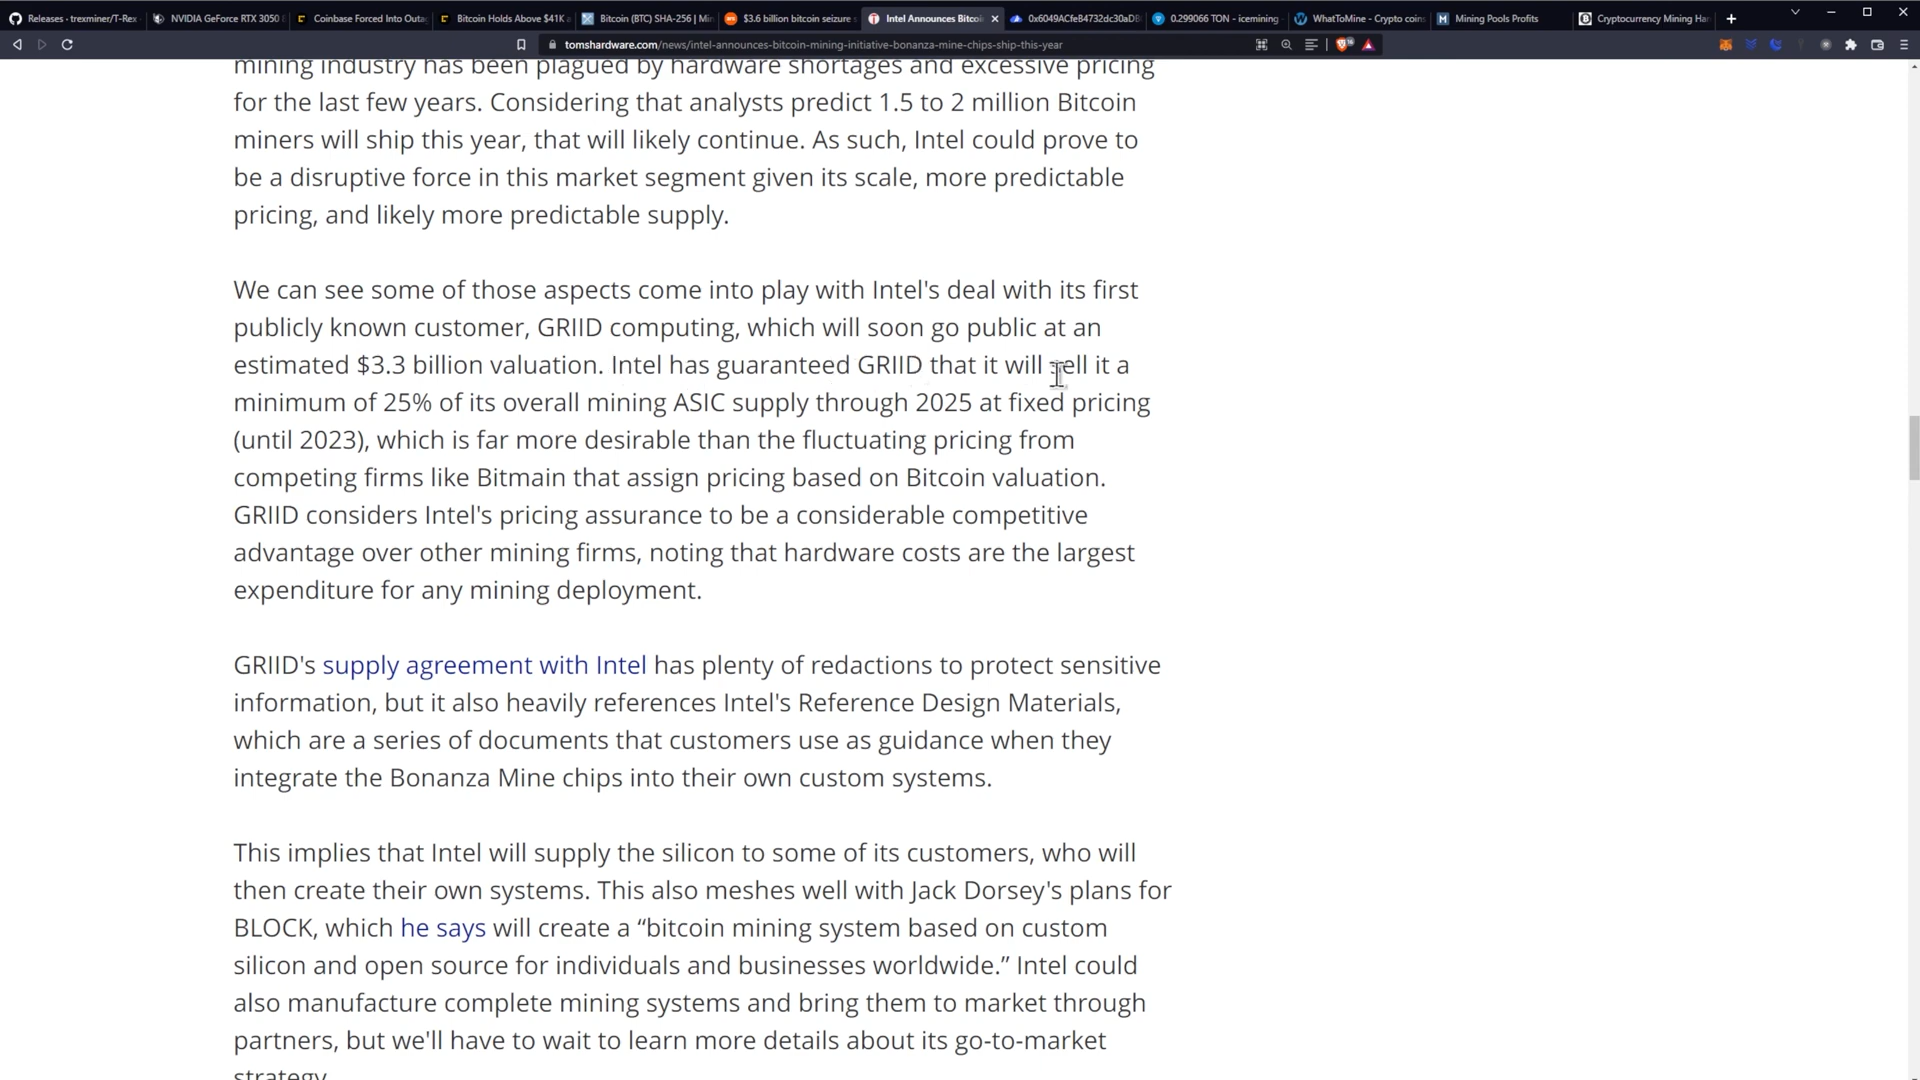 Releases · trexminer/T-Rex
NVIDIA GeForce RTX 3050
Coinbase Forced Into Outa
Bitcoin Holds Above $41K a
Bitcoin (BTC) SHA-256 | Min
$3.6 billion bitcoin seizure s
Intel Announces Bitcoi
0x6049ACfeB4732dc30aDB
0.299066 TON - icemining
WhatToMine - Crypto coins
Mining Pools Profits
Cryptocurrency Mining Har
tomshardware.com/news/intel-announces-bitcoin-mining-initiative-bonanza-mine-chips-ship-this-year
mining industry has been plagued by hardware shortages and excessive pricing
for the last few years. Considering that analysts predict 1.5 to 2 million Bitcoin
miners will ship this year, that will likely continue. As such, Intel could prove to
be a disruptive force in this market segment given its scale, more predictable
pricing, and likely more predictable supply.
We can see some of those aspects come into play with Intel's deal with its first
publicly known customer, GRIID computing, which will soon go public at an
estimated $3.3 billion valuation. Intel has guaranteed GRIID that it will sell it a
minimum of 25% of its overall mining ASIC supply through 2025 at fixed pricing
(until 2023), which is far more desirable than the fluctuating pricing from
competing firms like Bitmain that assign pricing based on Bitcoin valuation.
GRIID considers Intel's pricing assurance to be a considerable competitive
advantage over other mining firms, noting that hardware costs are the largest
expenditure for any mining deployment.
GRIID's supply agreement with Intel has plenty of redactions to protect sensitive
information, but it also heavily references Intel's Reference Design Materials,
which are a series of documents that customers use as guidance when they
integrate the Bonanza Mine chips into their own custom systems.
This implies that Intel will supply the silicon to some of its customers, who will
then create their own systems. This also meshes well with Jack Dorsey's plans for
BLOCK, which he says will create a “bitcoin mining system based on custom
silicon and open source for individuals and businesses worldwide.” Intel could
also manufacture complete mining systems and bring them to market through
partners, but we'll have to wait to learn more details about its go-to-market
strategy.